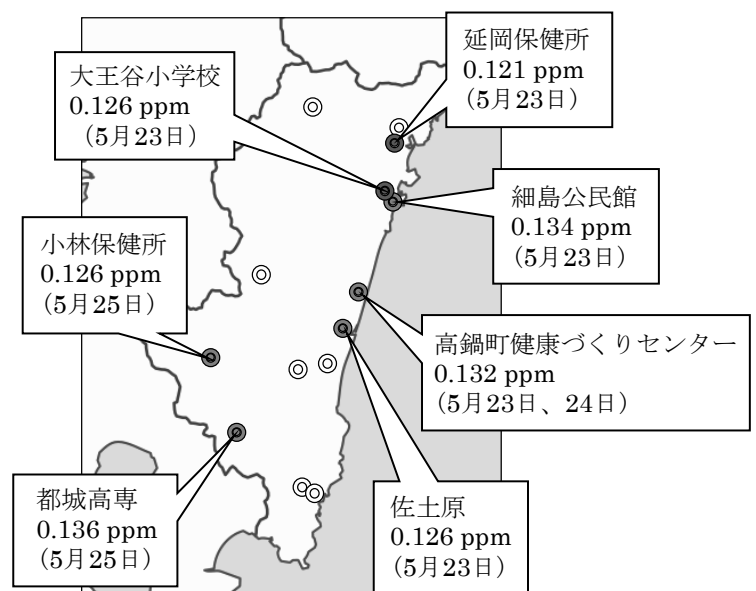 延岡保健所
0.121 ppm
（5月23日）
大王谷小学校
0.126 ppm
（5月23日）
細島公民館
0.134 ppm
（5月23日）
小林保健所
0.126 ppm
（5月25日）
高鍋町健康づくりセンター
0.132 ppm
（5月23日、24日）
都城高専
0.136 ppm
（5月25日）
佐土原
0.126 ppm
（5月23日）